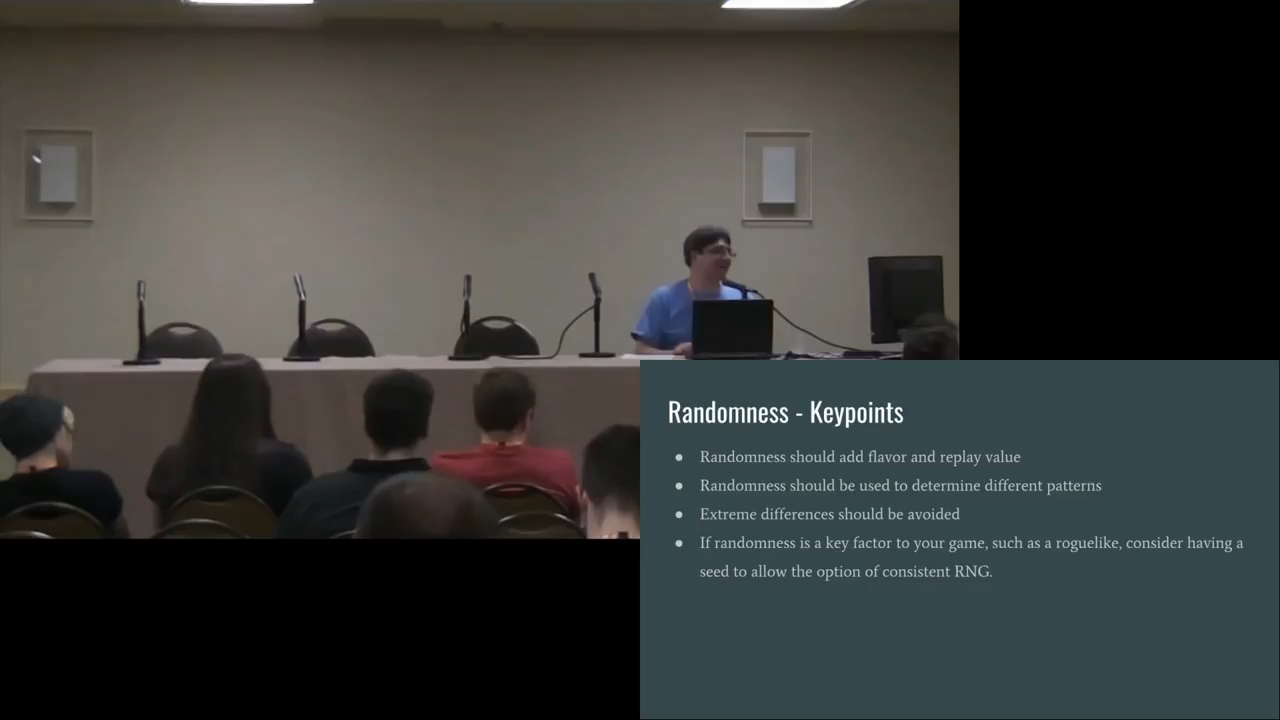 Randomness - Keypoints
● Randomness should add flavor and replay value
● Randomness should be used to determine different patterns
● Extreme differences should be avoided
● If randomness is a key factor to your game, such as a roguelike, consider having a
seed to allow the option of consistent RNG.